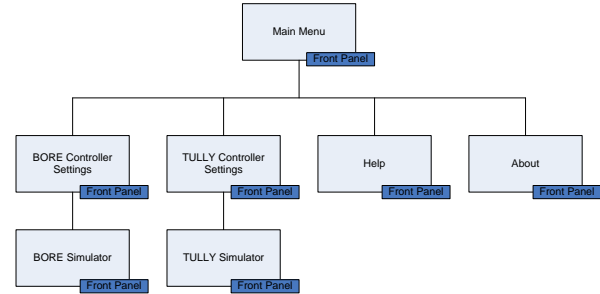 Main Menu
Front Panel
BORE Controller
Settings
Front Panel
TULLY Controller
Settings
Front Panel
Help
Front Panel
About
Front Panel
BORE Simulator
Front Panel
TULLY Simulator
Front Panel